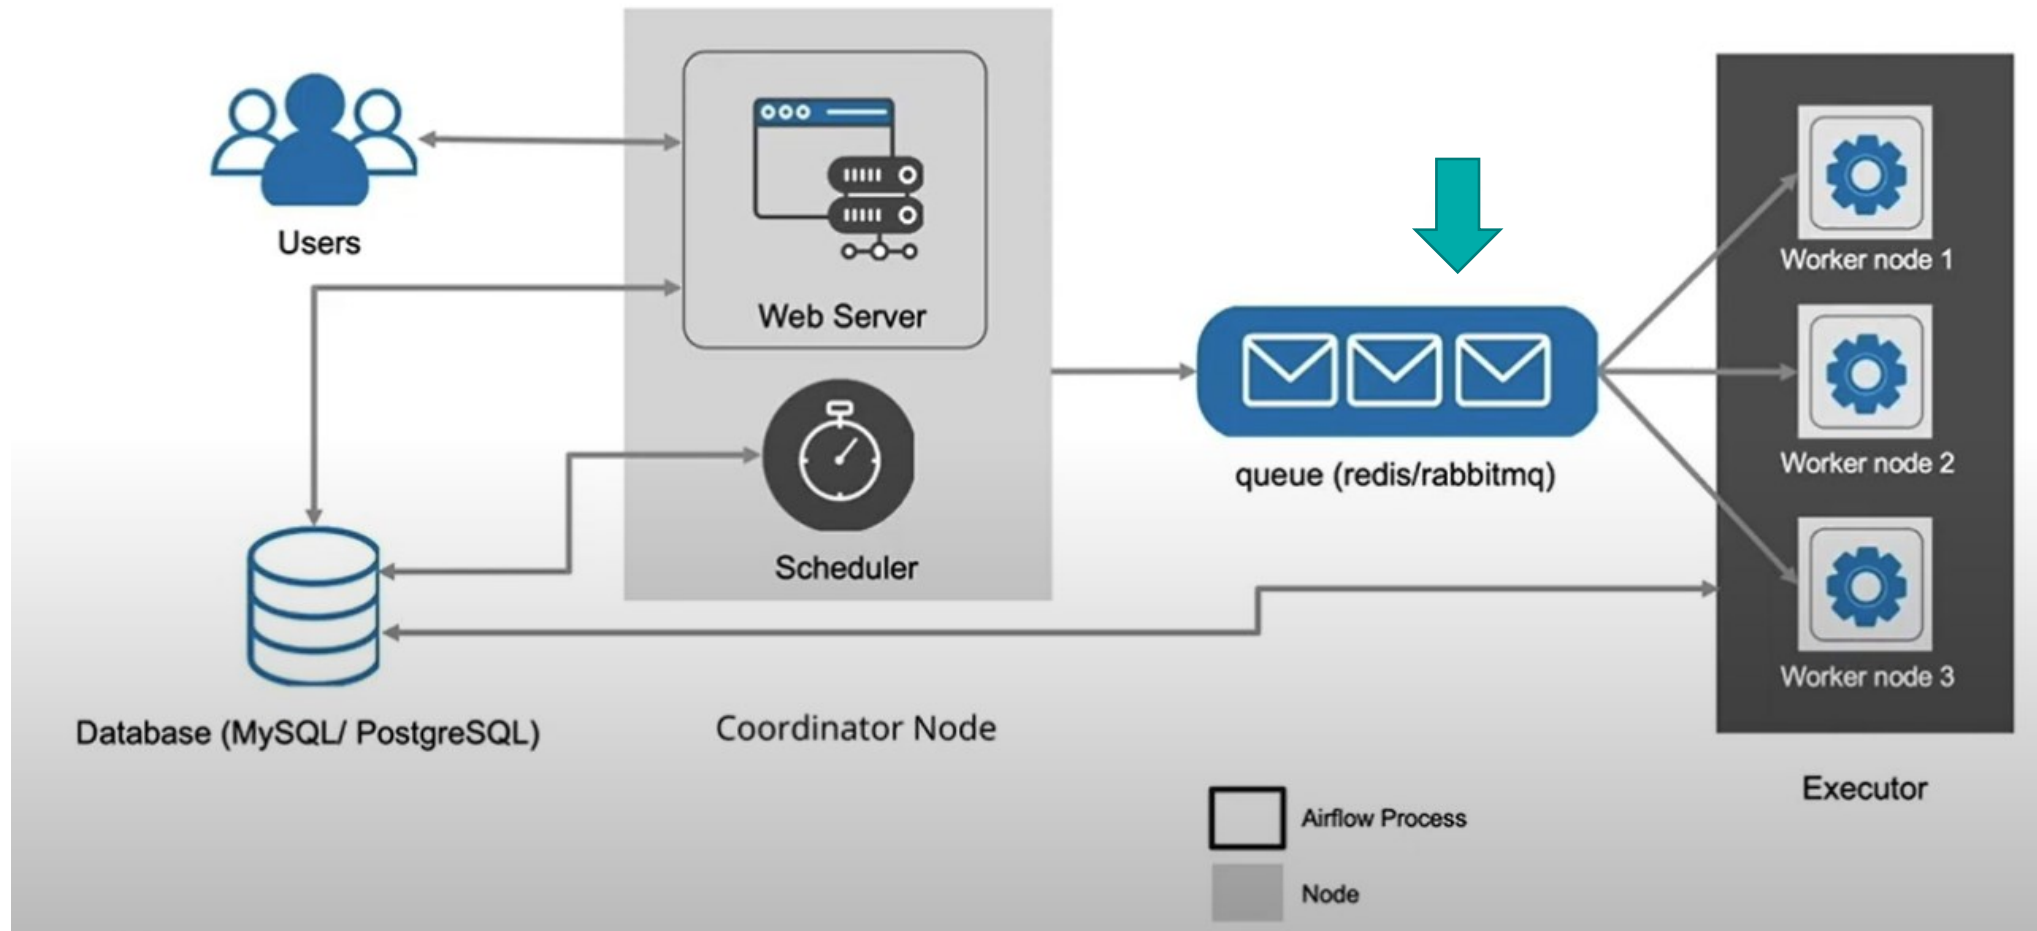 Users
Web Server
Scheduler
Database (MySQL/ PostgreSQL)
Coordinator Node
queue (redis/rabbitmq)
Worker node 1
Worker node 2
Worker node 3
Executor
Airflow Process
Node